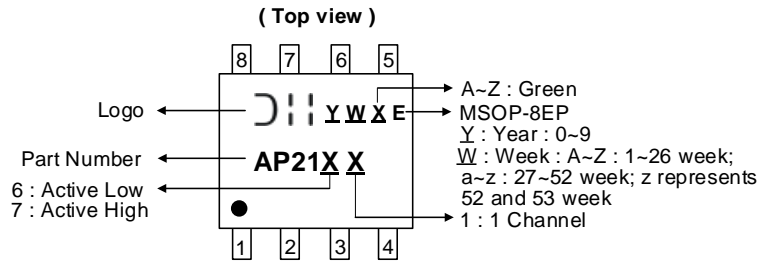 ( Top view )
8 7 6 5
Logo
Y W X E
A~Z : Green
MSOP-8EP
Y : Year : 0~9
W : Week : A~Z : 1~26 week;
a~z : 27~52 week; z represents
52 and 53 week
Part Number
AP21X X
6 : Active Low
7 : Active High
1 : 1 Channel
1 2 3 4